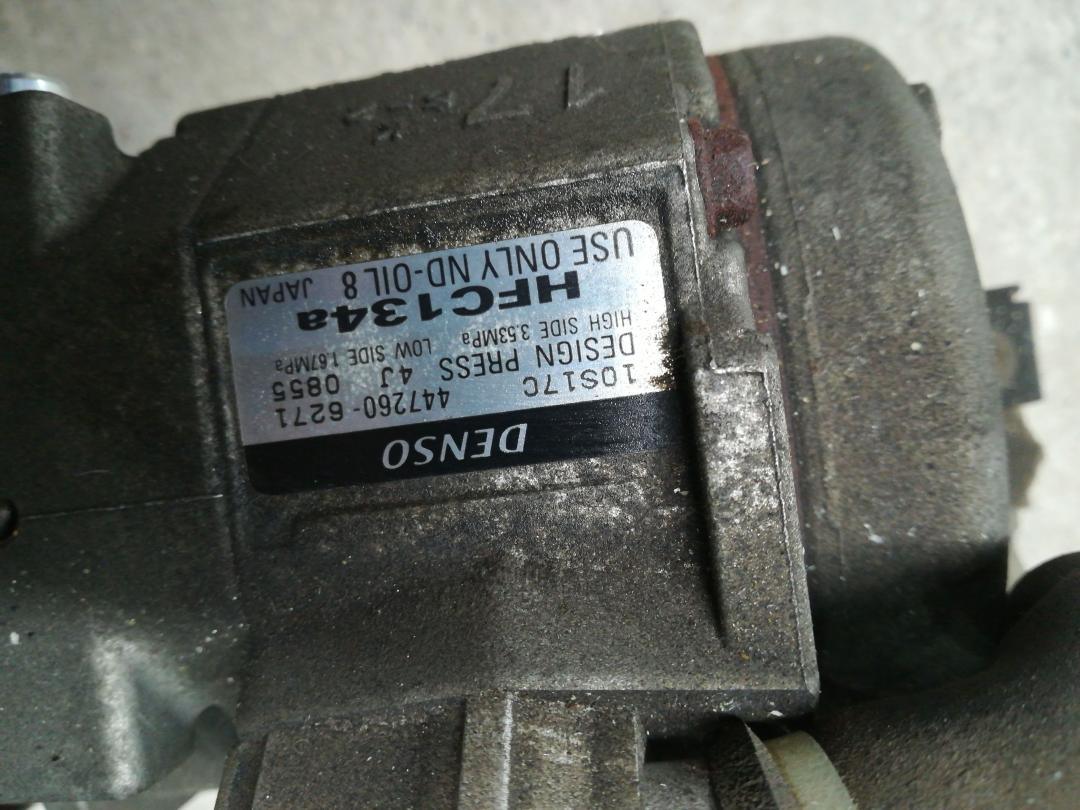 DENSO
10S17C 447260-6271
DESIGN PRESS 4J 0855
HIGH SIDE 3.53MPa LOW SIDE 1.67MPa
HFC134a
USE ONLY ND-OIL 8 JAPAN